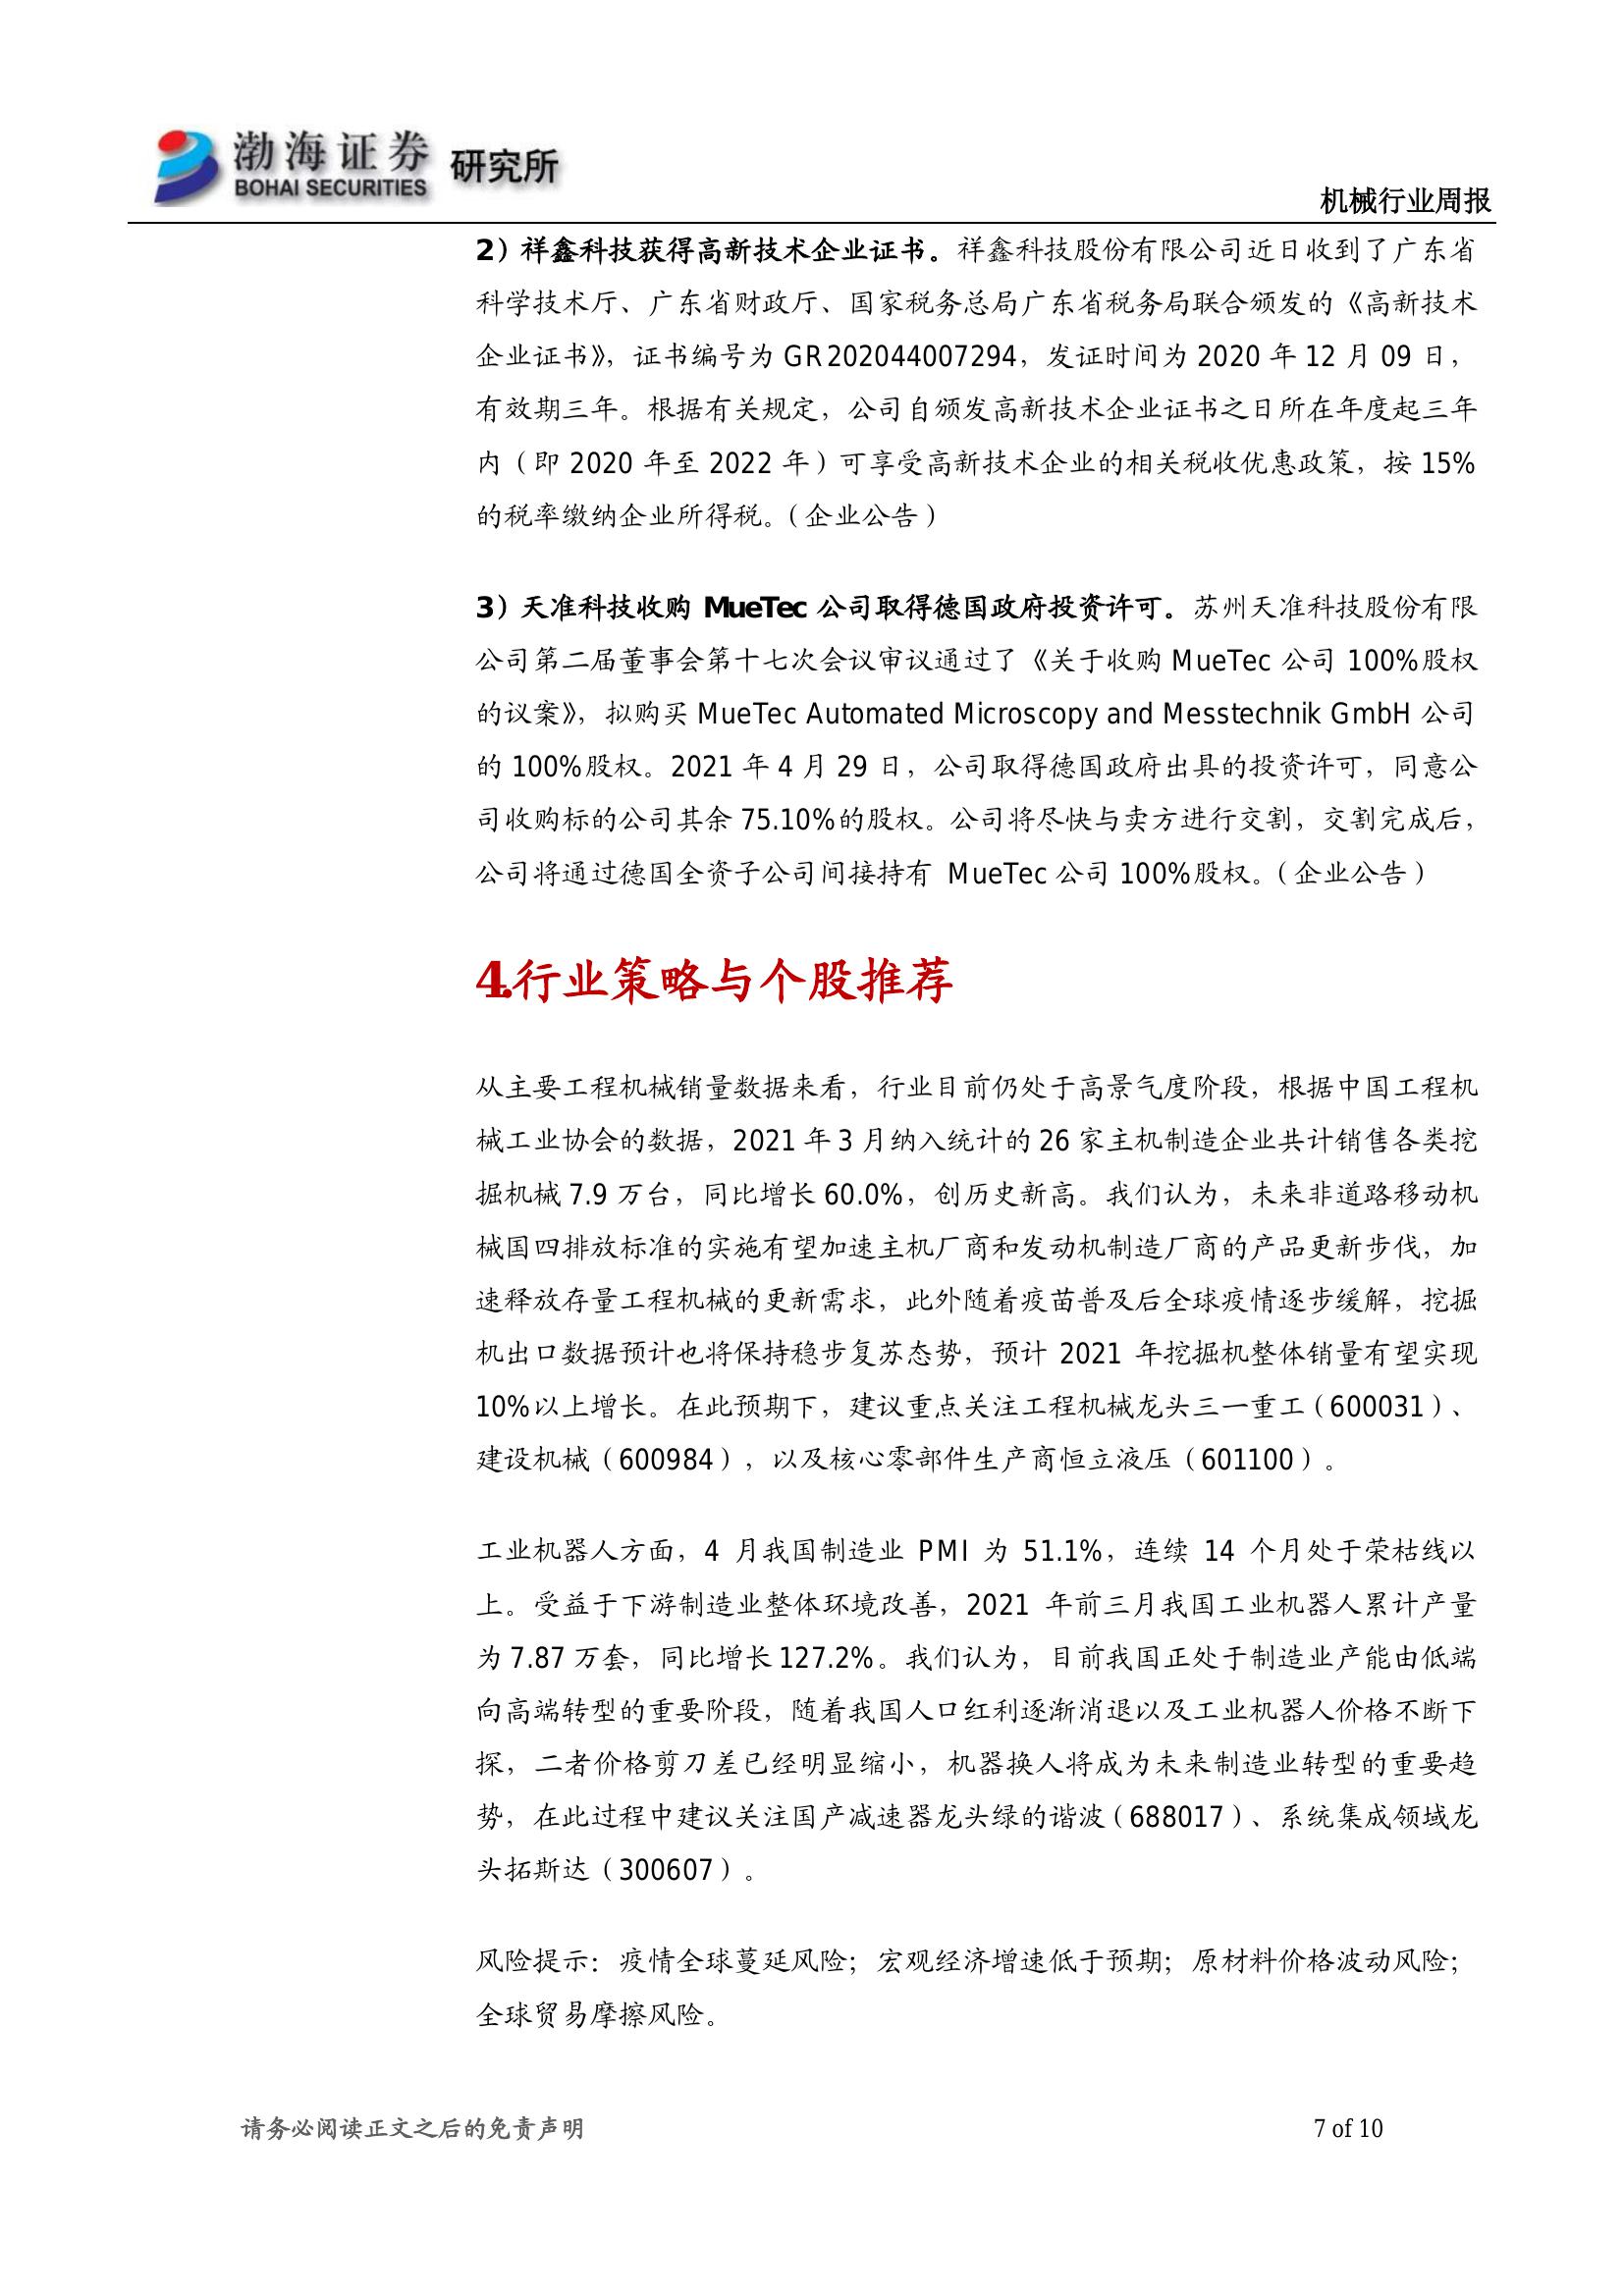 渤海证券 研究所
BOHAI SECURITIES
机械行业周报
2）祥鑫科技获得高新技术企业证书。祥鑫科技股份有限公司近日收到了广东省
科学技术厅、广东省财政厅、国家税务总局广东省税务局联合颁发的《高新技术
企业证书》，证书编号为 GR202044007294，发证时间为 2020 年 12 月 09 日，
有效期三年。根据有关规定，公司自颁发高新技术企业证书之日所在年度起三年
内（即 2020 年至 2022 年）可享受高新技术企业的相关税收优惠政策，按 15%
的税率缴纳企业所得税。（企业公告）
3）天准科技收购 MueTec 公司取得德国政府投资许可。苏州天准科技股份有限
公司第二届董事会第十七次会议审议通过了《关于收购 MueTec 公司 100%股权
的议案》，拟购买 MueTec Automated Microscopy and Messtechnik GmbH 公司
的 100%股权。2021 年 4 月 29 日，公司取得德国政府出具的投资许可，同意公
司收购标的公司其余 75.10%的股权。公司将尽快与卖方进行交割，交割完成后，
公司将通过德国全资子公司间接持有 MueTec 公司 100%股权。（企业公告）
4.行业策略与个股推荐
从主要工程机械销量数据来看，行业目前仍处于高景气度阶段，根据中国工程机
械工业协会的数据，2021 年 3 月纳入统计的 26 家主机制造企业共计销售各类挖
掘机械 7.9 万台，同比增长 60.0%，创历史新高。我们认为，未来非道路移动机
械国四排放标准的实施有望加速主机厂商和发动机制造厂商的产品更新步伐，加
速释放存量工程机械的更新需求，此外随着疫苗普及后全球疫情逐步缓解，挖掘
机出口数据预计也将保持稳步复苏态势，预计 2021 年挖掘机整体销量有望实现
10%以上增长。在此预期下，建议重点关注工程机械龙头三一重工（600031）、
建设机械（600984），以及核心零部件生产商恒立液压（601100）。
工业机器人方面，4 月我国制造业 PMI 为 51.1%，连续 14 个月处于荣枯线以
上。受益于下游制造业整体环境改善，2021 年前三月我国工业机器人累计产量
为 7.87 万套，同比增长 127.2%。我们认为，目前我国正处于制造业产能由低端
向高端转型的重要阶段，随着我国人口红利逐渐消退以及工业机器人价格不断下
探，二者价格剪刀差已经明显缩小，机器换人将成为未来制造业转型的重要趋
势，在此过程中建议关注国产减速器龙头绿的谐波（688017）、系统集成领域龙
头拓斯达（300607）。
风险提示：疫情全球蔓延风险；宏观经济增速低于预期；原材料价格波动风险；
全球贸易摩擦风险。
请务必阅读正文之后的免责声明
7 of 10